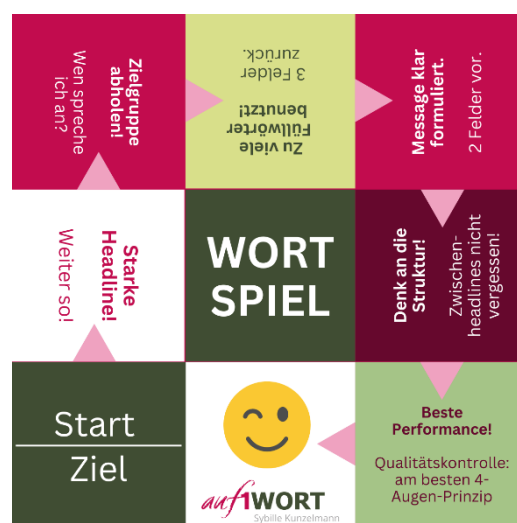 Zielgruppe
abholen!
Wen spreche
ich an?
Zu viele
Füllwörter
benutzt!
3 Felder
zurück.
Message klar
formuliert.
2 Felder vor.
Starke
Headline!
Weiter so!
WORT
SPIEL
Denk an die
Struktur!
Zwischen-
headlines nicht
vergessen!
Start
Ziel
auf1WORT
Sybille Kunzelmann
Beste
Performance!
Qualitätskontrolle:
am besten 4-
Augen-Prinzip